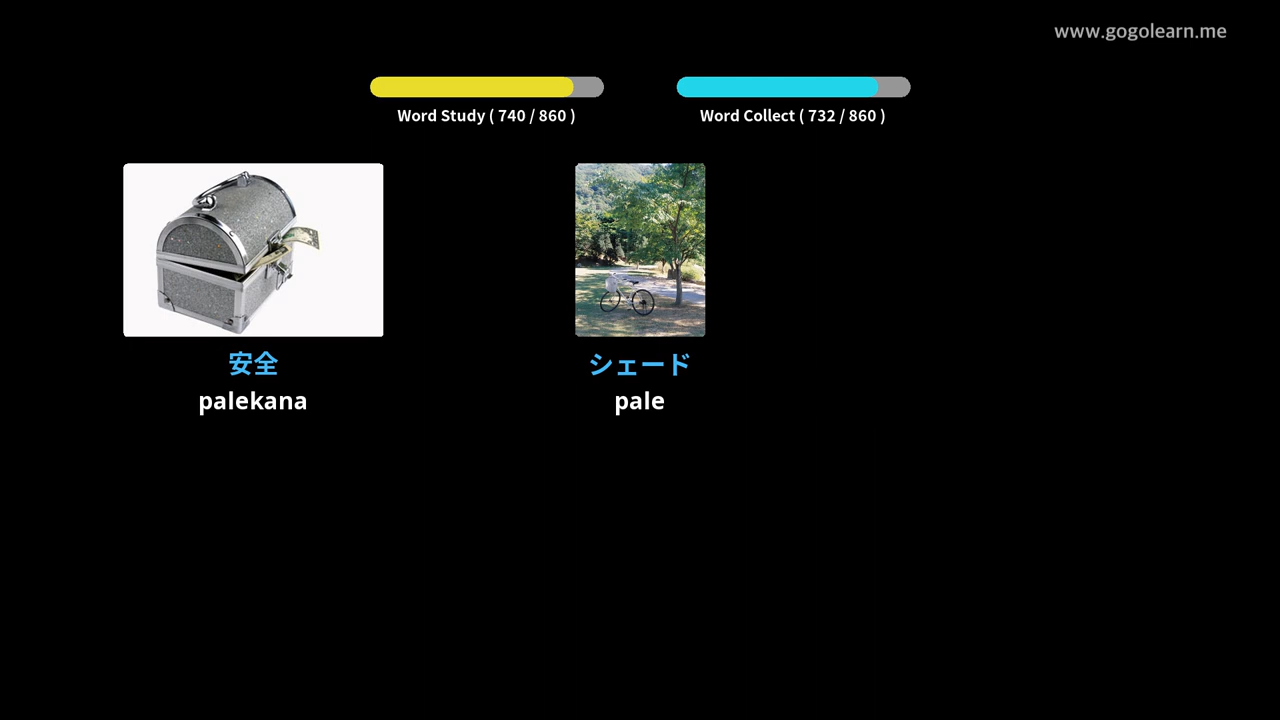 www.gogolearn.me
Word Study ( 740 / 860 )
Word Collect ( 732 / 860 )
安全
palekana
シェード
pale